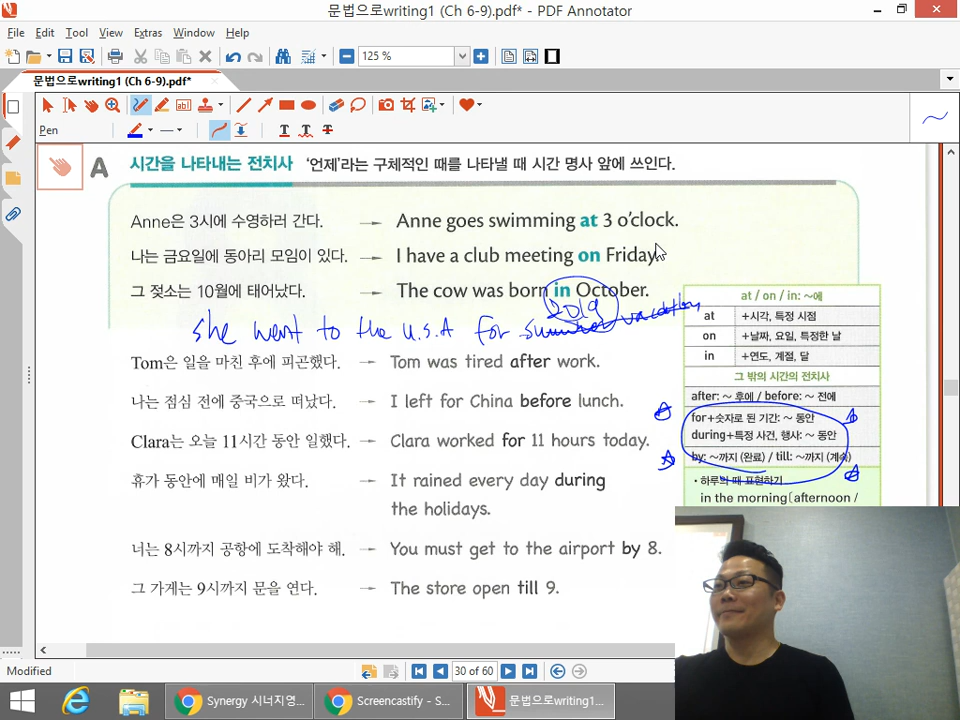 문법으로writing1 (Ch 6-9).pdf* - PDF Annotator
File Edit Tool View Extras Window Help
125 %
문법으로writing1 (Ch 6-9).pdf*
Pen
A 시간을 나타내는 전치사 '언제'라는 구체적인 때를 나타낼 때 시간 명사 앞에 쓰인다.
Anne은 3시에 수영하러 간다. → Anne goes swimming at 3 o'clock.
나는 금요일에 동아리 모임이 있다. → I have a club meeting on Friday.
그 젖소는 10월에 태어났다. → The cow was born in October.
2019
she went to the U.S.A for summer vacation
Tom은 일을 마친 후에 피곤했다. → Tom was tired after work.
나는 점심 전에 중국으로 떠났다. → I left for China before lunch.
Clara는 오늘 11시간 동안 일했다. → Clara worked for 11 hours today.
휴가 동안에 매일 비가 왔다. → It rained every day during
the holidays.
너는 8시까지 공항에 도착해야 해. → You must get to the airport by 8.
그 가게는 9시까지 문을 연다. → The store open till 9.
at / on / in: ~에
at +시각, 특정 시점
on +날짜, 요일, 특정한 날
in +연도, 계절, 달
그 밖의 시간의 전치사
after: ~ 후에 / before: ~ 전에
for+숫자로 된 기간: ~ 동안
during+특정 사건, 행사: ~ 동안
by: ~까지 (완료) / till: ~까지 (계속)
• 하루의 때 표현하기
in the morning[afternoon /
Modified
30 of 60
Synergy 시너지영...
Screencastify - S...
문법으로writing1...